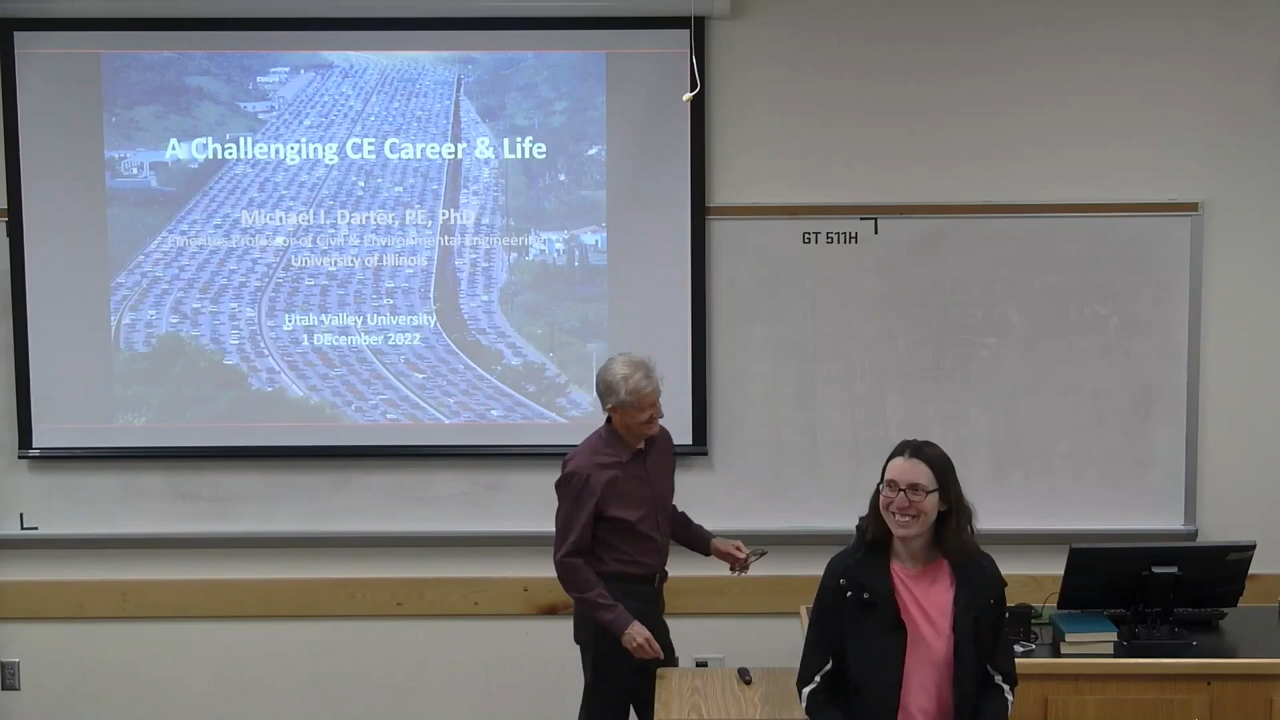 A Challenging CE Career & Life
Michael I. Darter, PE, PhD
Emeritus Professor of Civil & Environmental Engineering
University of Illinois
Utah Valley University
1 December 2022
GT 511H